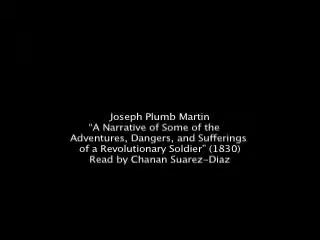 Joseph Plumb Martin
"A Narrative of Some of the
Adventures, Dangers, and Sufferings
of a Revolutionary Soldier" (1830)
Read by Chanan Suarez-Diaz